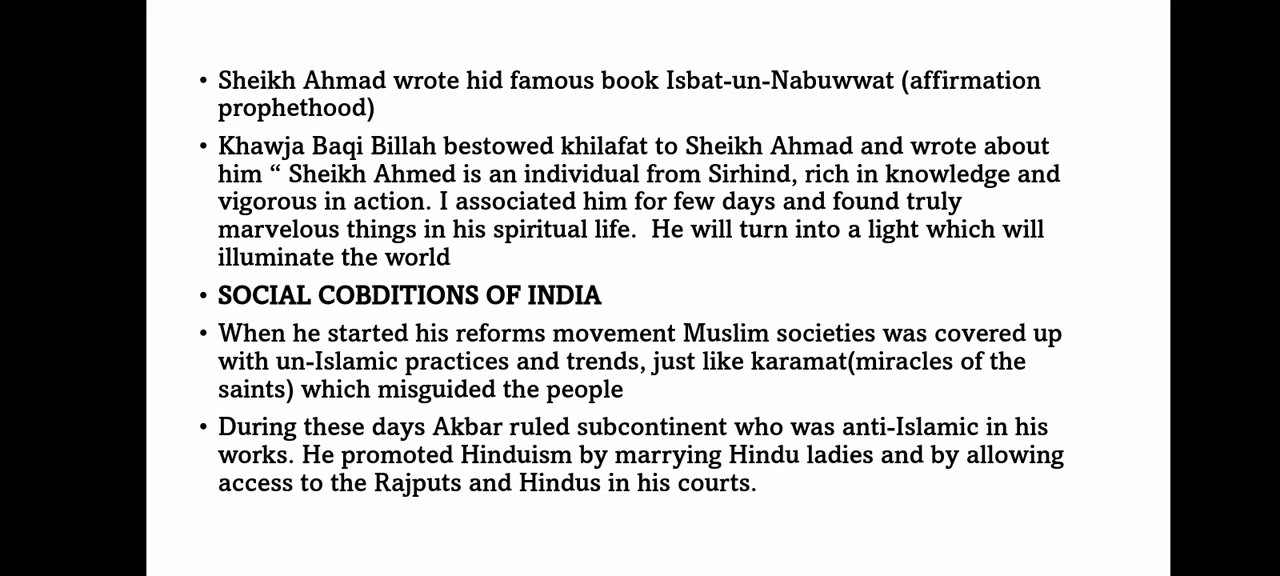 • Sheikh Ahmad wrote hid famous book Isbat-un-Nabuwwat (affirmation
prophethood)
• Khawja Baqi Billah bestowed khilafat to Sheikh Ahmad and wrote about
him “ Sheikh Ahmed is an individual from Sirhind, rich in knowledge and
vigorous in action. I associated him for few days and found truly
marvelous things in his spiritual life.  He will turn into a light which will
illuminate the world
• SOCIAL COBDITIONS OF INDIA
• When he started his reforms movement Muslim societies was covered up
with un-Islamic practices and trends, just like karamat(miracles of the
saints) which misguided the people
• During these days Akbar ruled subcontinent who was anti-Islamic in his
works. He promoted Hinduism by marrying Hindu ladies and by allowing
access to the Rajputs and Hindus in his courts.